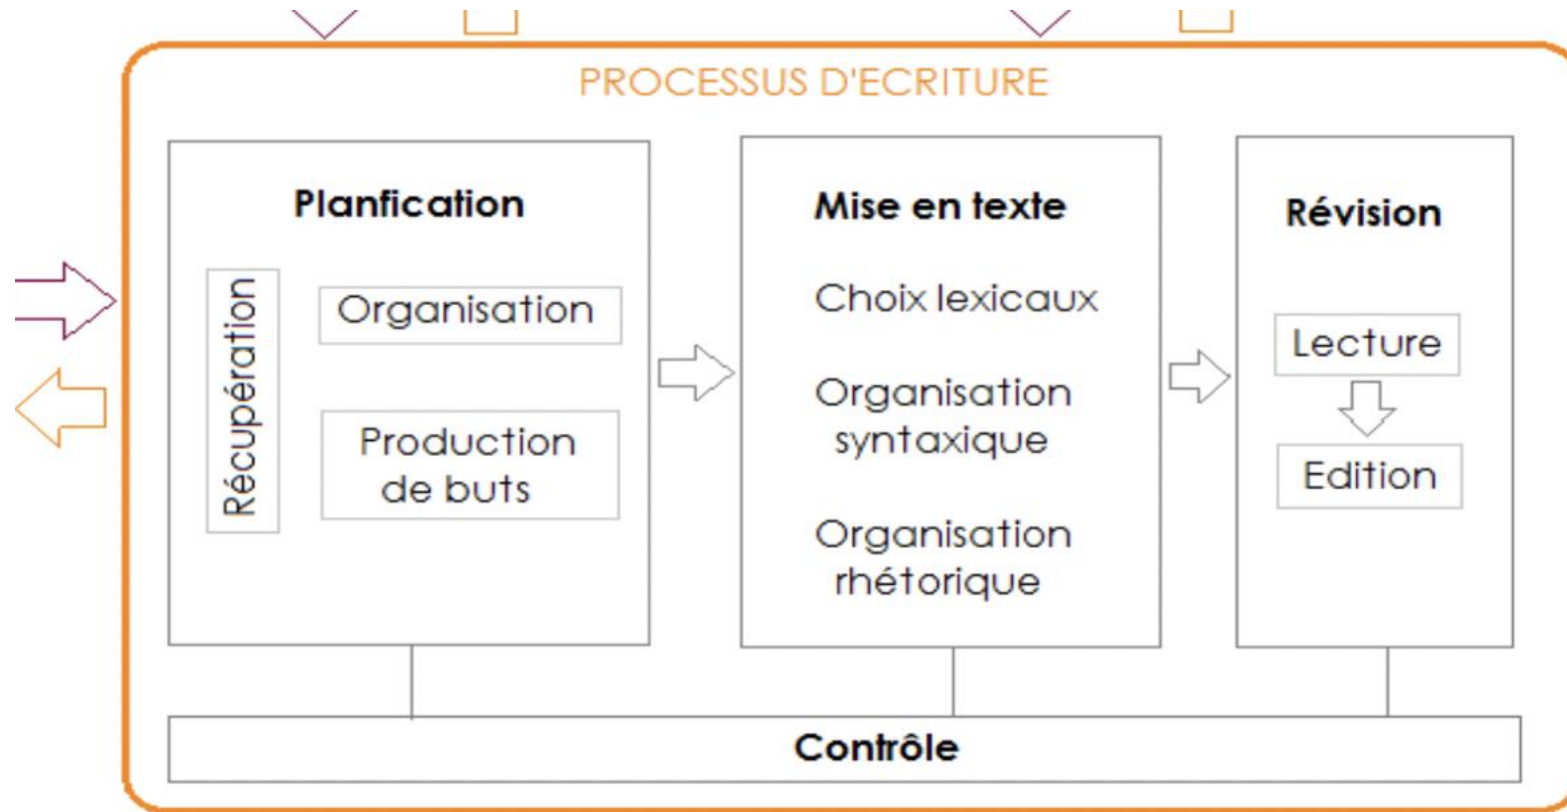 PROCESSUS D'ECRITURE
Planfication
Récupération
Organisation
Production
de buts
Mise en texte
Choix lexicaux
Organisation
syntaxique
Organisation
rhétorique
Révision
Lecture
Edition
Contrôle